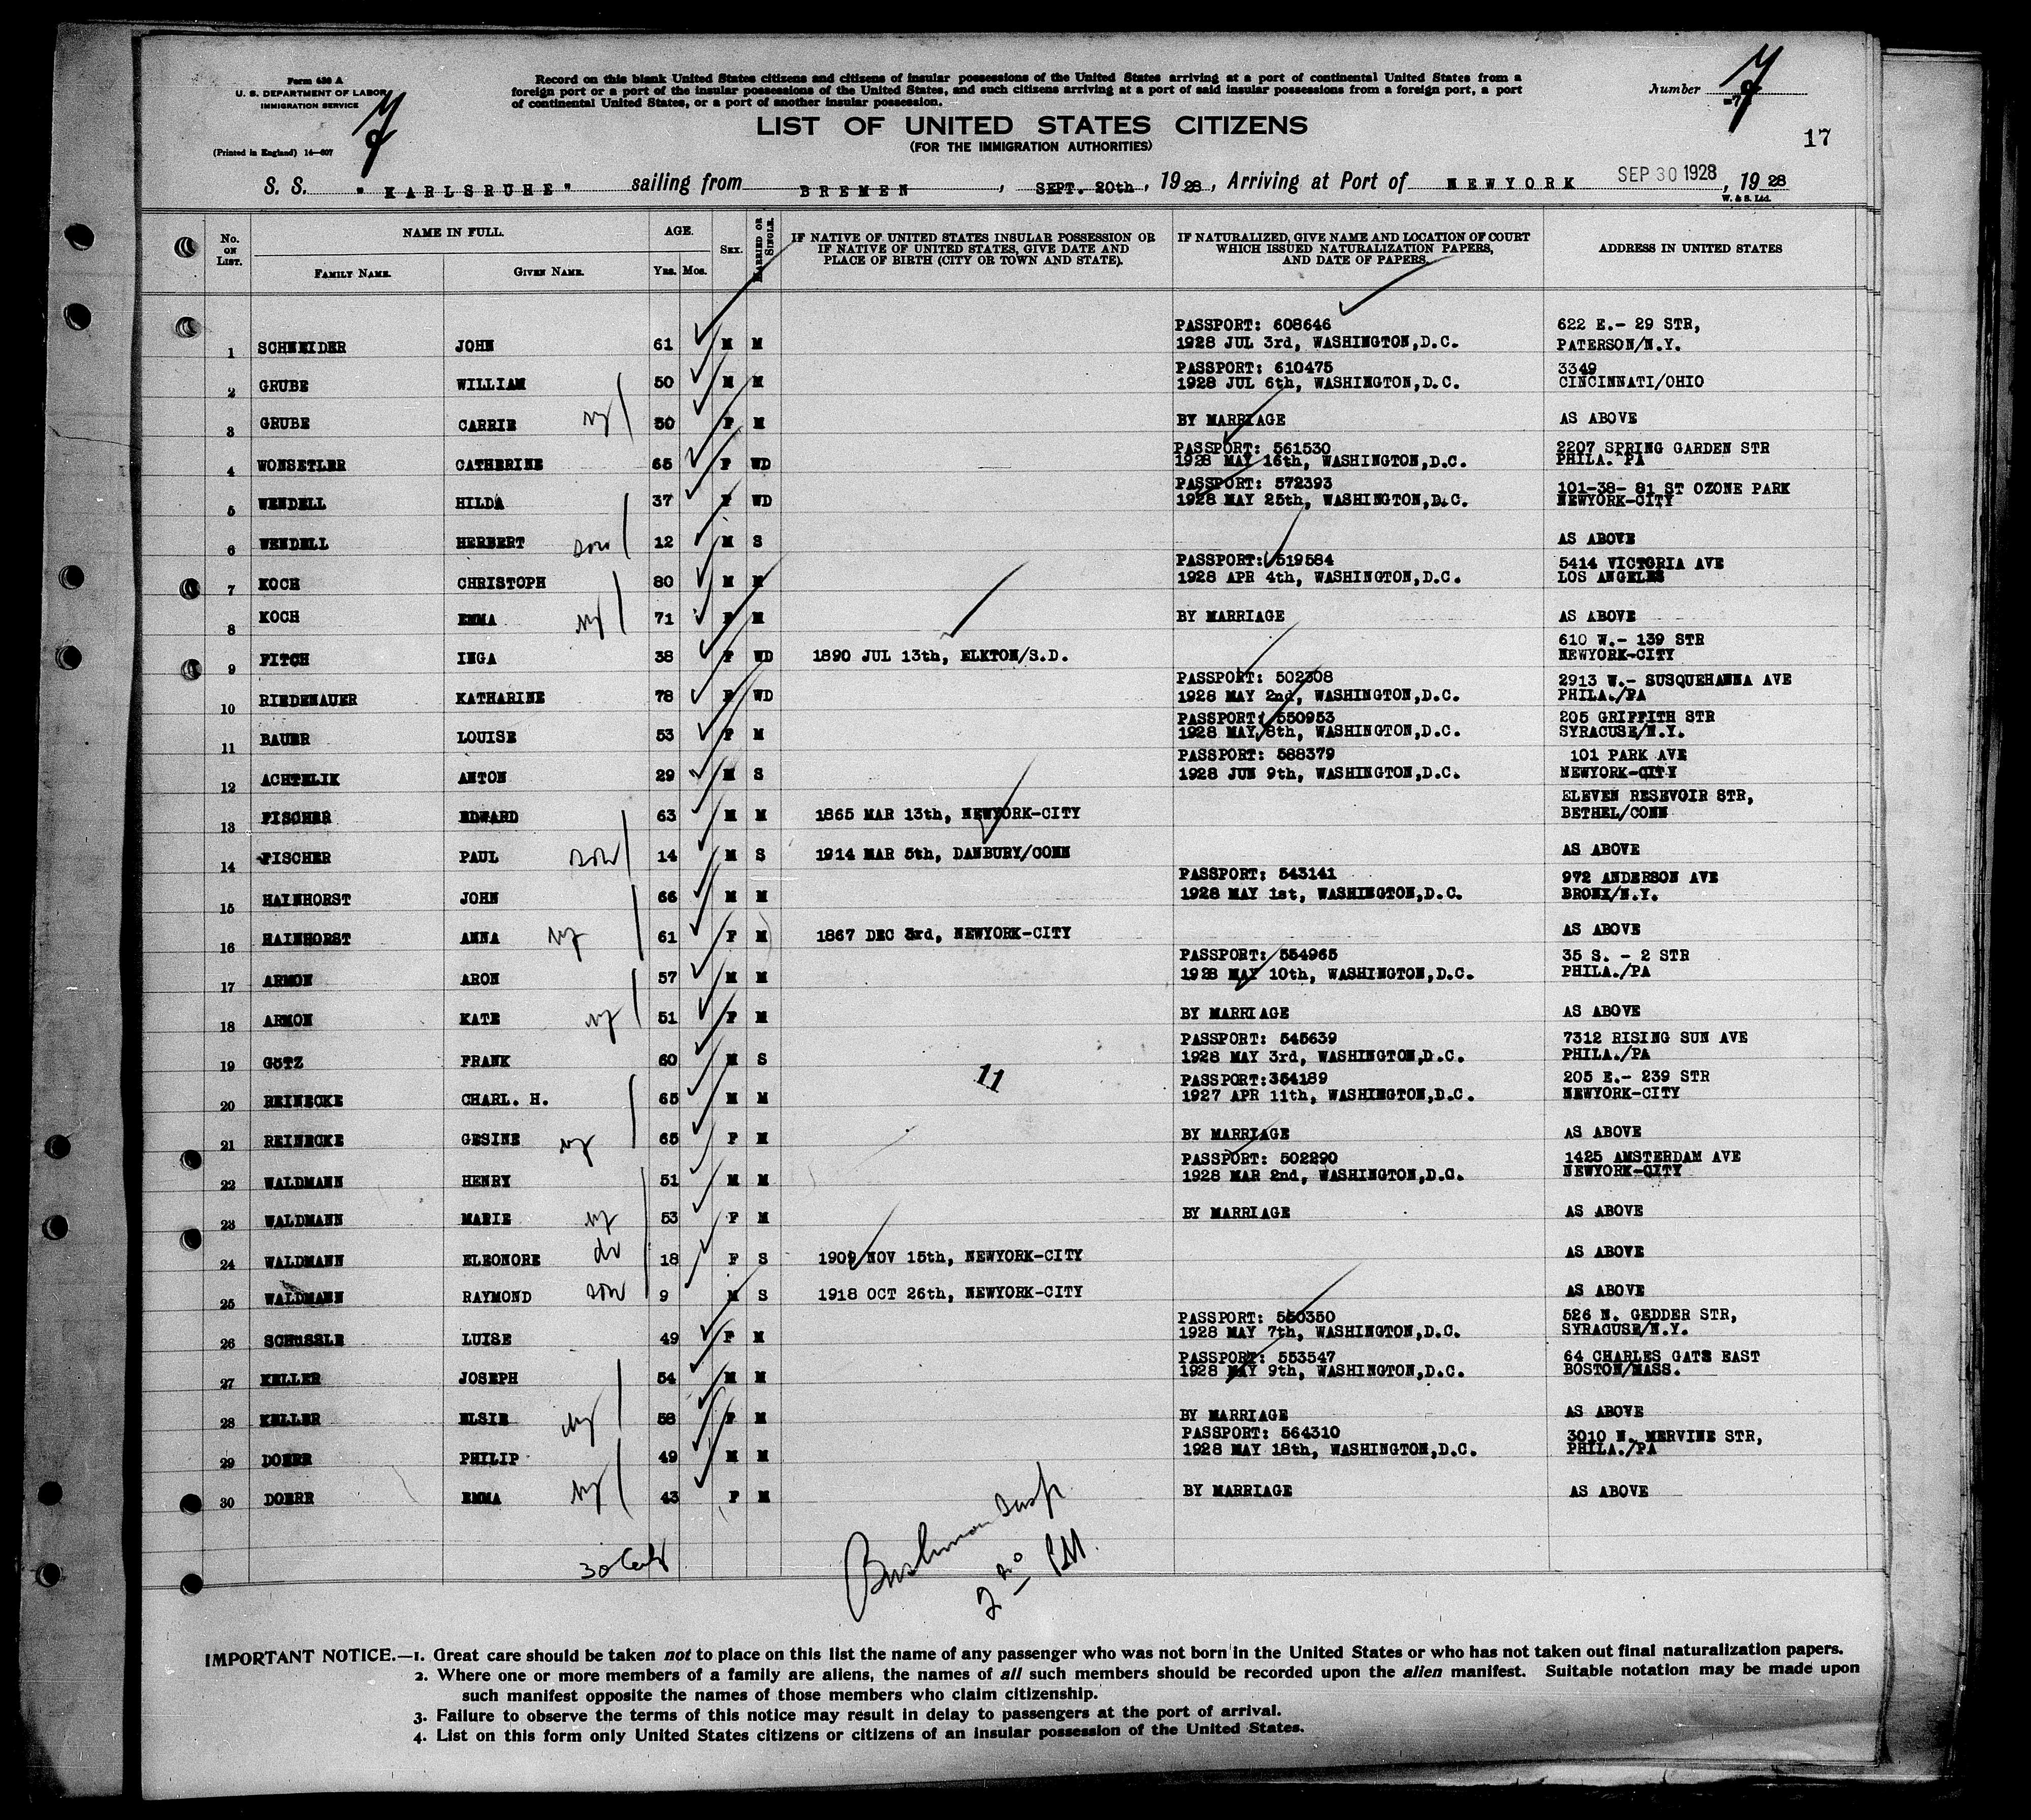 Form 430 A
U. S. DEPARTMENT OF LABOR
IMMIGRATION SERVICE
(Printed in England) 14—607
Record on this blank United States citizens and citizens of insular possessions of the United States arriving at a port of continental United States from a
foreign port or a port of the insular possessions of the United States, and such citizens arriving at a port of said insular possessions from a foreign port, a port
of continental United States, or a port of another insular possession.
Number
17
LIST OF UNITED STATES CITIZENS
(FOR THE IMMIGRATION AUTHORITIES)
S. S. "KARLSRUHE" sailing from BREMEN, SEPT. 20th, 1928, Arriving at Port of NEWYORK SEP 30 1928, 1928
W. & S. Ltd.
No. ON LIST. NAME IN FULL. FAMILY NAME. GIVEN NAME. AGE. Yrs. Mos. SEX. MARRIED OR SINGLE. IF NATIVE OF UNITED STATES INSULAR POSSESSION OR IF NATIVE OF UNITED STATES, GIVE DATE AND PLACE OF BIRTH (CITY OR TOWN AND STATE). IF NATURALIZED, GIVE NAME AND LOCATION OF COURT WHICH ISSUED NATURALIZATION PAPERS, AND DATE OF PAPERS. ADDRESS IN UNITED STATES
PASSPORT: 608646 622 E.- 29 STR,
1 SCHNEIDER JOHN 61 M M 1928 JUL 3rd, WASHINGTON,D.C. PATERSON/N.Y.
PASSPORT: 610475 3349
2 GRUBE WILLIAM 50 M M 1928 JUL 6th, WASHINGTON,D.C. CINCINNATI/OHIO
3 GRUBE CARRIE 50 F M BY MARRIAGE AS ABOVE
PASSPORT: 561530 2207 SPRING GARDEN STR
4 WONSETLER CATHERINE 65 F WD 1928 MAY 16th, WASHINGTON,D.C. PHILA. PA
PASSPORT: 572393 101-38- 81 ST OZONE PARK
5 WENDELL HILDA 37 F WD 1928 MAY 25th, WASHINGTON,D.C. NEWYORK-CITY
6 WENDELL HERBERT son 12 M S AS ABOVE
PASSPORT: 519584 5414 VICTORIA AVE
7 KOCH CHRISTOPH 80 M M 1928 APR 4th, WASHINGTON,D.C. LOS ANGELES
8 KOCH EMMA 71 F M BY MARRIAGE AS ABOVE
610 W.- 139 STR
9 FITCH INGA 38 F WD 1890 JUL 13th, ELKTON/S.D. NEWYORK-CITY
PASSPORT: 502308 2913 W.- SUSQUEHANNA AVE
10 RIEDENAUER KATHARINE 78 F WD 1928 MAY 2nd, WASHINGTON,D.C. PHILA./PA
PASSPORT: 550953 205 GRIFFITH STR
11 BAUER LOUISE 53 F M 1928 MAY 8th, WASHINGTON,D.C. SYRACUSE/N.Y.
PASSPORT: 588379 101 PARK AVE
12 ACHTELIK ANTON 29 M S 1928 JUN 9th, WASHINGTON,D.C. NEWYORK-CITY
ELEVEN RESEVOIR STR,
13 FISCHER EDWARD 63 M M 1865 MAR 13th, NEWYORK-CITY BETHEL/CONN
14 FISCHER PAUL son 14 M S 1914 MAR 5th, DANBURY/CONN AS ABOVE
PASSPORT: 543141 972 ANDERSON AVE
15 HAINHORST JOHN 66 M M 1928 MAY 1st, WASHINGTON,D.C. BRONX/N.Y.
16 HAINHORST ANNA 61 F M 1867 DEC 3rd, NEWYORK-CITY AS ABOVE
PASSPORT: 554965 35 S. - 2 STR
17 ARMON ARON 57 M M 1928 MAY 10th, WASHINGTON,D.C. PHILA./PA
18 ARMON KATE 51 F M BY MARRIAGE AS ABOVE
PASSPORT: 545639 7312 RISING SUN AVE
19 GöTZ FRANK 60 M S 1928 MAY 3rd, WASHINGTON,D.C. PHILA./PA
11 PASSPORT:354189 205 E.- 239 STR
20 REINECKE CHARL. H. 65 M M 1927 APR 11th, WASHINGTON,D.C. NEWYORK-CITY
21 REINECKE GESINE 65 F M BY MARRIAGE AS ABOVE
PASSPORT: 502290 1425 AMSTERDAM AVE
22 WALDMANN HENRY 51 M M 1928 MAR 2nd, WASHINGTON,D.C. NEWYORK-CITY
23 WALDMANN MARIE 53 F M BY MARRIAGE AS ABOVE
24 WALDMANN ELEONORE 18 F S 1909 NOV 15th, NEWYORK-CITY AS ABOVE
25 WALDMANN RAYMOND son 9 M S 1918 OCT 26th, NEWYORK-CITY AS ABOVE
PASSPORT: 550350 526 N. GEDDER STR,
26 SCHüSSLE LUISE 49 F M 1928 MAY 7th, WASHINGTON,D.C. SYRACUSE/N.Y.
PASSPORT: 553547 64 CHARLES GATS EAST
27 KELLER JOSEPH 54 M M 1928 MAY 9th, WASHINGTON,D.C. BOSTON/MASS.
28 KELLER ELSIE 58 F M BY MARRIAGE AS ABOVE
PASSPORT: 564310 3010 N. MERVINE STR,
29 DOERR PHILIP 49 M M 1928 MAY 18th, WASHINGTON,D.C. PHILA./PA
30 DOERR EMMA 43 F M BY MARRIAGE AS ABOVE
IMPORTANT NOTICE.—1. Great care should be taken not to place on this list the name of any passenger who was not born in the United States or who has not taken out final naturalization papers.
2. Where one or more members of a family are aliens, the names of all such members should be recorded upon the alien manifest. Suitable notation may be made upon
such manifest opposite the names of those members who claim citizenship.
3. Failure to observe the terms of this notice may result in delay to passengers at the port of arrival.
4. List on this form only United States citizens or citizens of an insular possession of the United States.